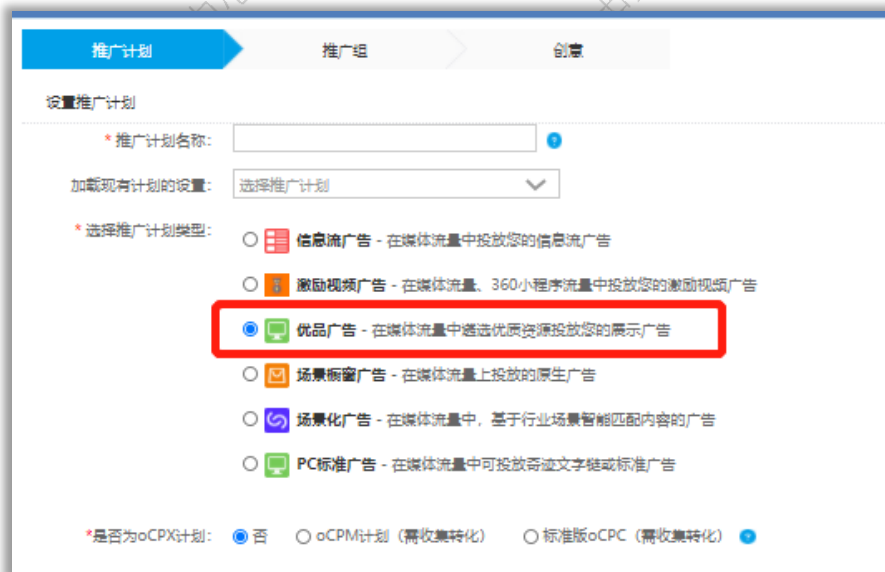 推广计划 推广组 创意
设置推广计划
*推广计划名称: ?
加载现有计划的设置: 选择推广计划
*选择推广计划类型:
信息流广告 - 在媒体流量中投放您的信息流广告
激励视频广告 - 在媒体流量、360小程序流量中投放您的激励视频广告
优品广告 - 在媒体流量中遴选优质资源投放您的展示广告
场景橱窗广告 - 在媒体流量上投放的原生广告
场景化广告 - 在媒体流量中，基于行业场景智能匹配内容的广告
PC标准广告 - 在媒体流量中可投放奇迹文字链或标准广告
*是否为oCPX计划: 否 oCPM计划（需收集转化） 标准版oCPC（需收集转化） ?